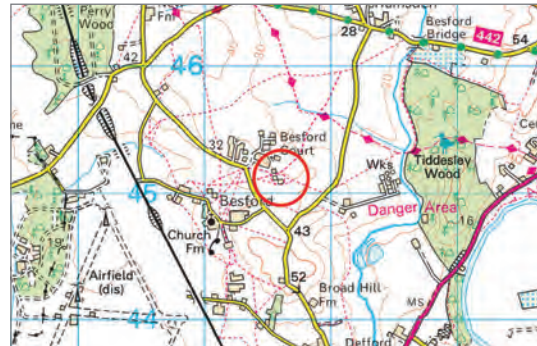 Perry
Wood
Fm
28
Besford
Bridge
442
54
42
46
32
Besford
Court
Wks
Tiddesley
Wood
45
Besford
Danger Area
16
Church
Fm
43
19
Airfield
(dis)
52
Broad Hill
Fm
MS
44
Defford